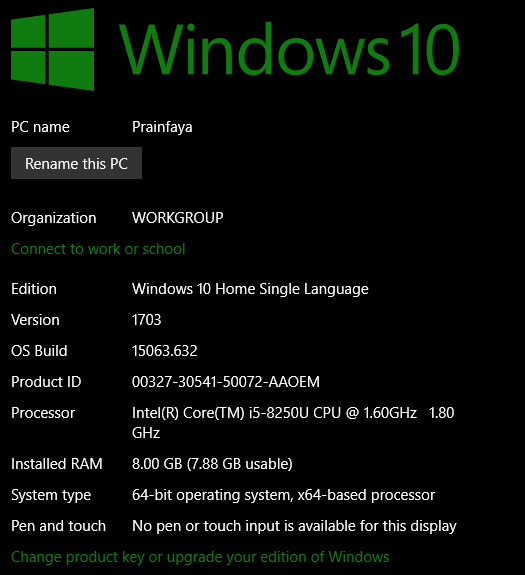 Windows 10
PC name Prainfaya
Rename this PC
Organization WORKGROUP
Connect to work or school
Edition Windows 10 Home Single Language
Version 1703
OS Build 15063.632
Product ID 00327-30541-50072-AAOEM
Processor Intel(R) Core(TM) i5-8250U CPU @ 1.60GHz 1.80
GHz
Installed RAM 8.00 GB (7.88 GB usable)
System type 64-bit operating system, x64-based processor
Pen and touch No pen or touch input is available for this display
Change product key or upgrade your edition of Windows